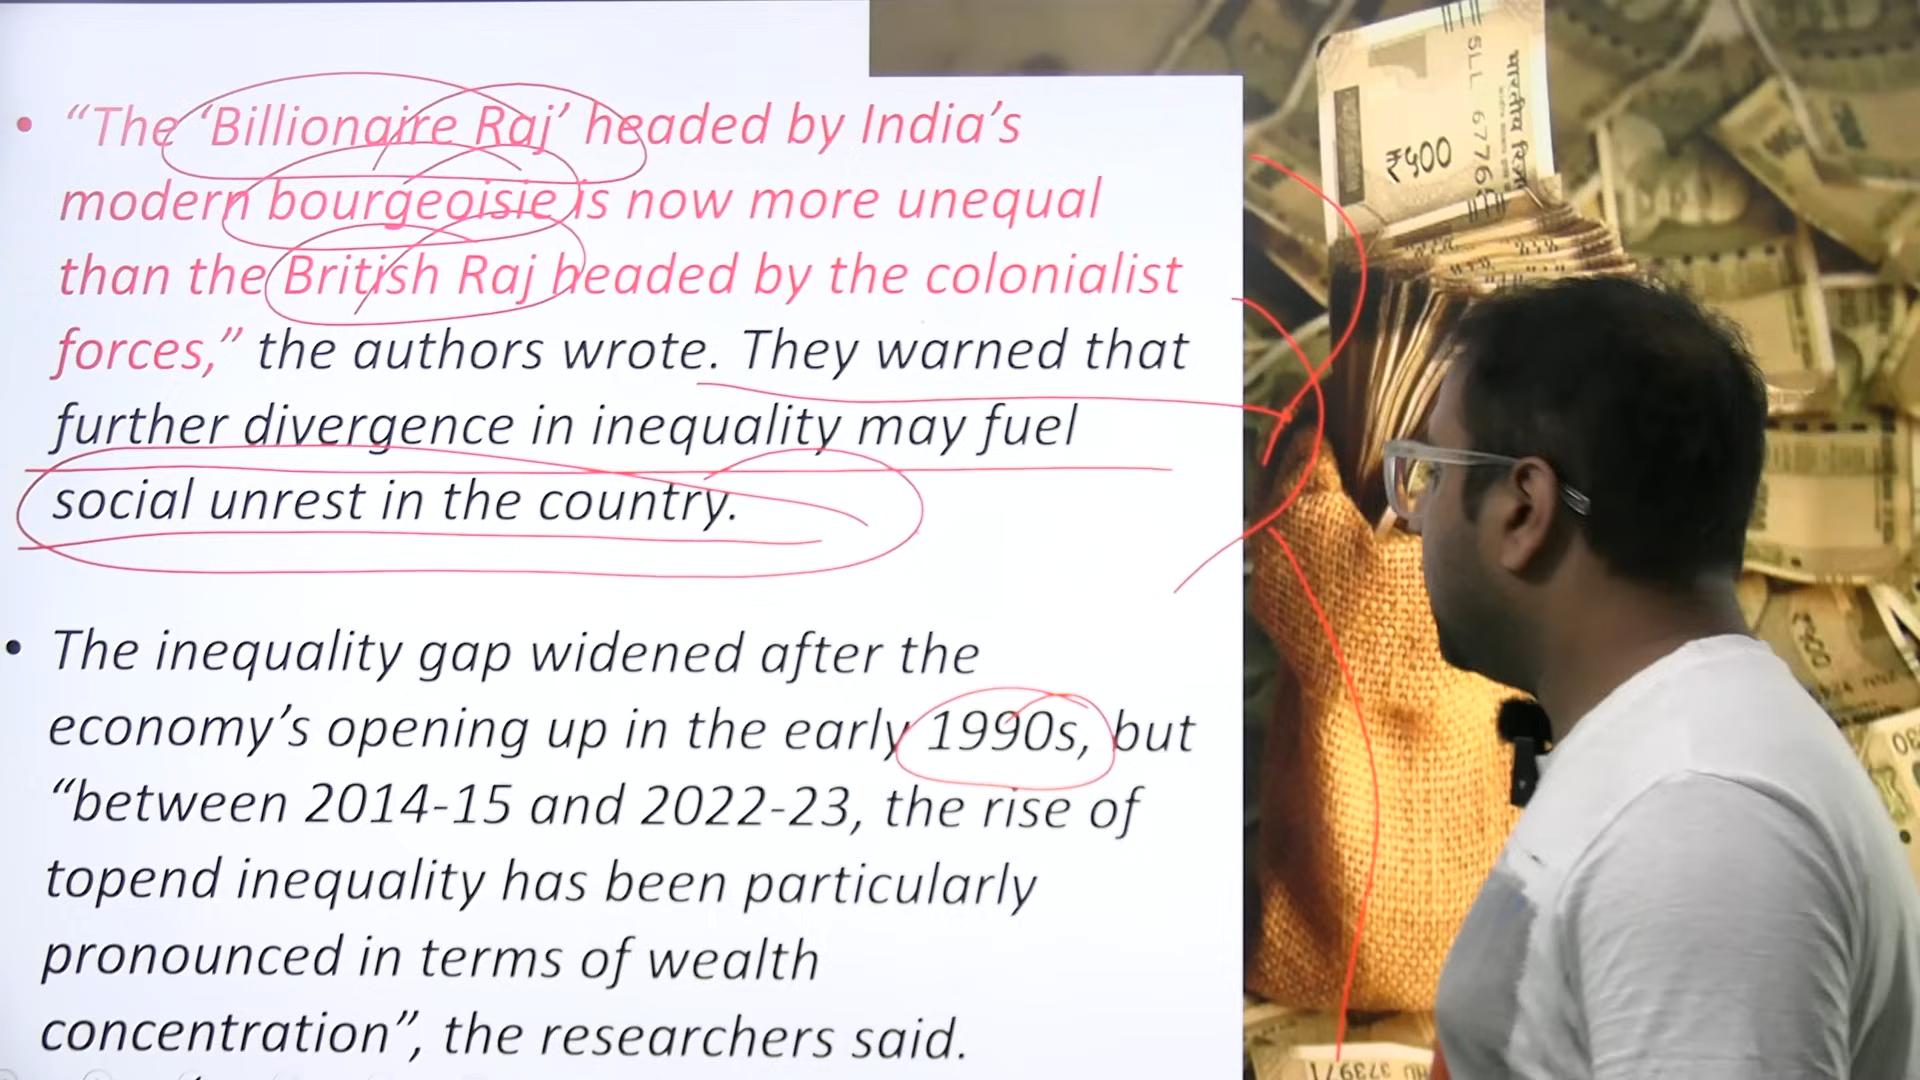 • “The ‘Billionaire Raj’ headed by India’s
modern bourgeoisie is now more unequal
than the British Raj headed by the colonialist
forces,” the authors wrote. They warned that
further divergence in inequality may fuel
social unrest in the country.
• The inequality gap widened after the
economy’s opening up in the early 1990s, but
“between 2014-15 and 2022-23, the rise of
topend inequality has been particularly
pronounced in terms of wealth
concentration”, the researchers said.
₹500
5LL 6776